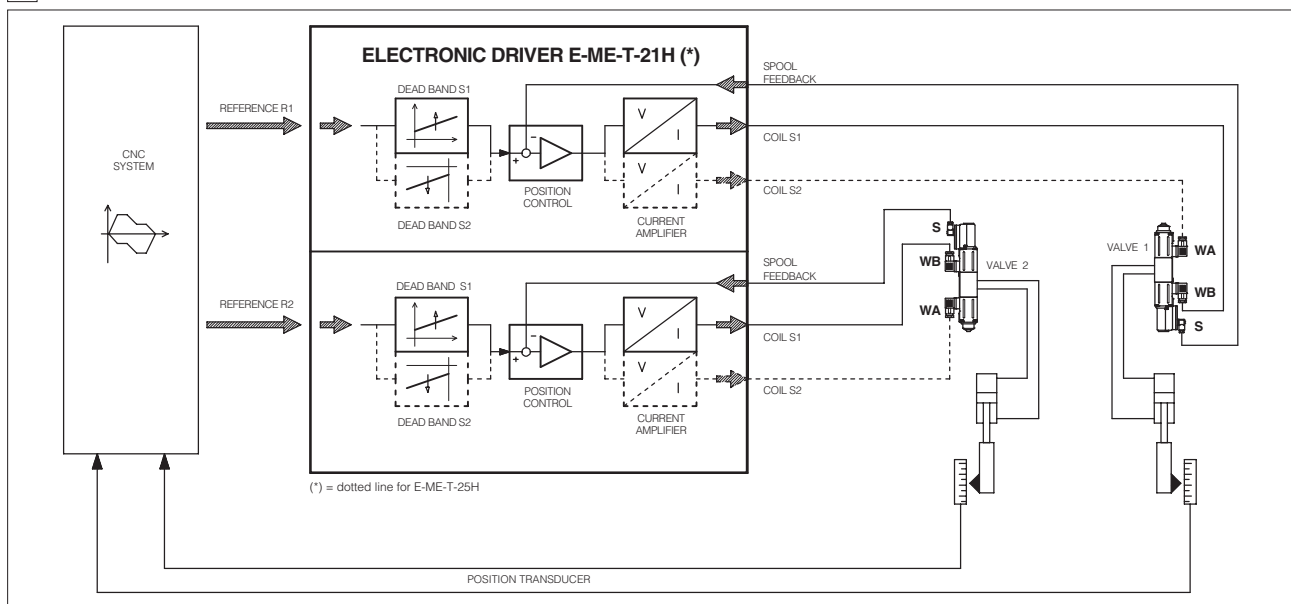 ELECTRONIC DRIVER E-ME-T-21H (*)
CNC
SYSTEM
REFERENCE R1
DEAD BAND S1
DEAD BAND S2
+
-
POSITION
CONTROL
V
I
V
I
CURRENT
AMPLIFIER
SPOOL
FEEDBACK
COIL S1
COIL S2
REFERENCE R2
DEAD BAND S1
DEAD BAND S2
+
-
POSITION
CONTROL
V
I
V
I
CURRENT
AMPLIFIER
SPOOL
FEEDBACK
COIL S1
COIL S2
S
WB
WA
VALVE 2
VALVE 1
WA
WB
S
(*) = dotted line for E-ME-T-25H
POSITION TRANSDUCER